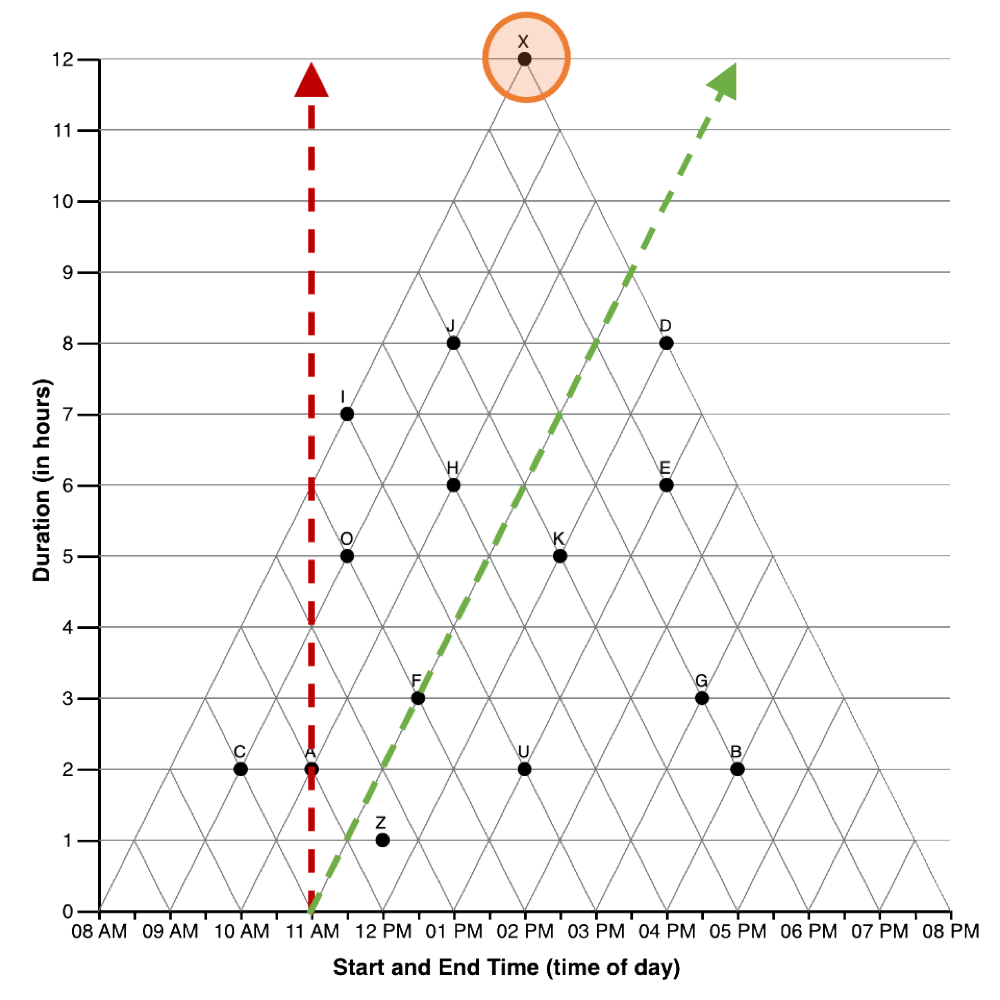 X
12
11
10
9
J
D
8
I
7
H
E
6
O
K
5
4
F
G
3
C
A
U
B
2
Z
1
0
08 AM 09 AM 10 AM 11 AM 12 PM 01 PM 02 PM 03 PM 04 PM 05 PM 06 PM 07 PM 08 PM
Duration (in hours)
Start and End Time (time of day)